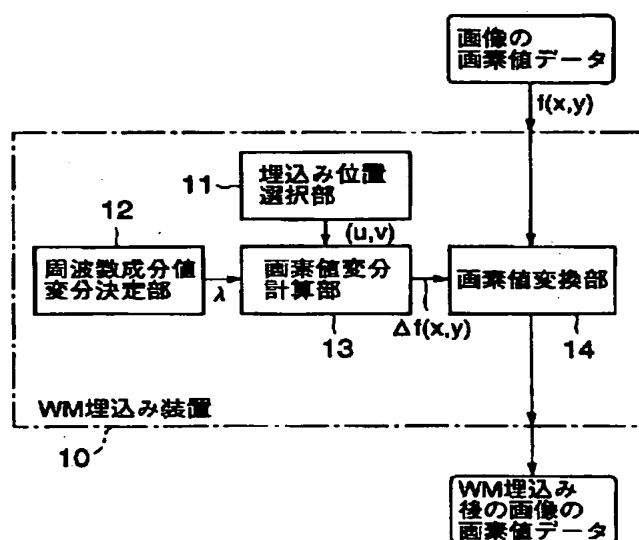 画像の
画素値データ
f(x,y)
11
埋込み位置
選択部
12
(u,v)
周波数成分値
変分決定部
λ
画素値変分
計算部
13
Δf(x,y)
画素値変換部
14
WM埋込み装置
10
WM埋込み
後の画像の
画素値データ